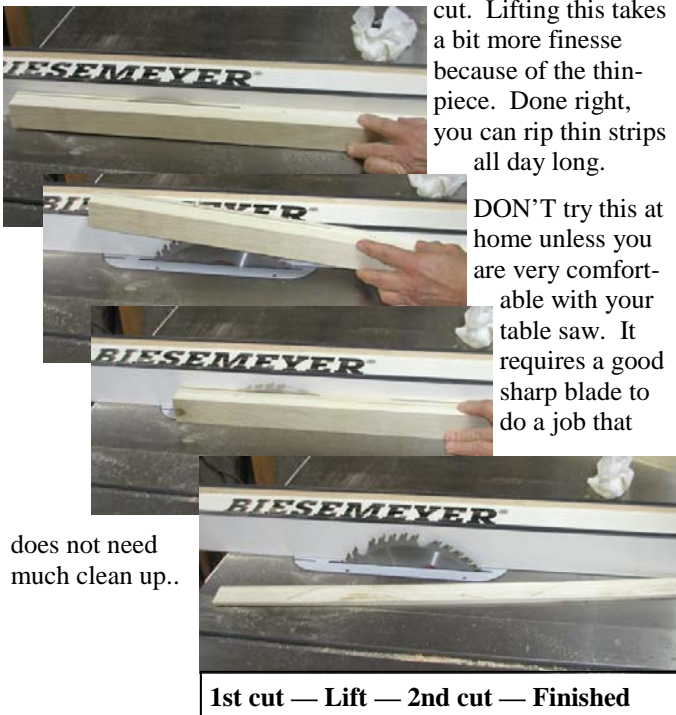 cut. Lifting this takes
a bit more finesse
because of the thin-
piece. Done right,
you can rip thin strips
all day long.
DON'T try this at
home unless you
are very comfort-
able with your
table saw. It
requires a good
sharp blade to
do a job that
does not need
much clean up..
BIESEMEYER®
BIESEMEYER®
BIESEMEYER®
BIESEMEYER®
1st cut — Lift — 2nd cut — Finished